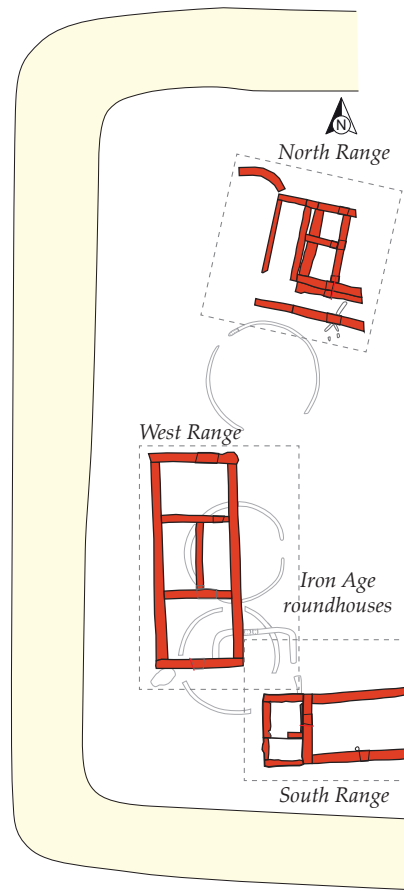 N
North Range
West Range
Iron Age
roundhouses
South Range